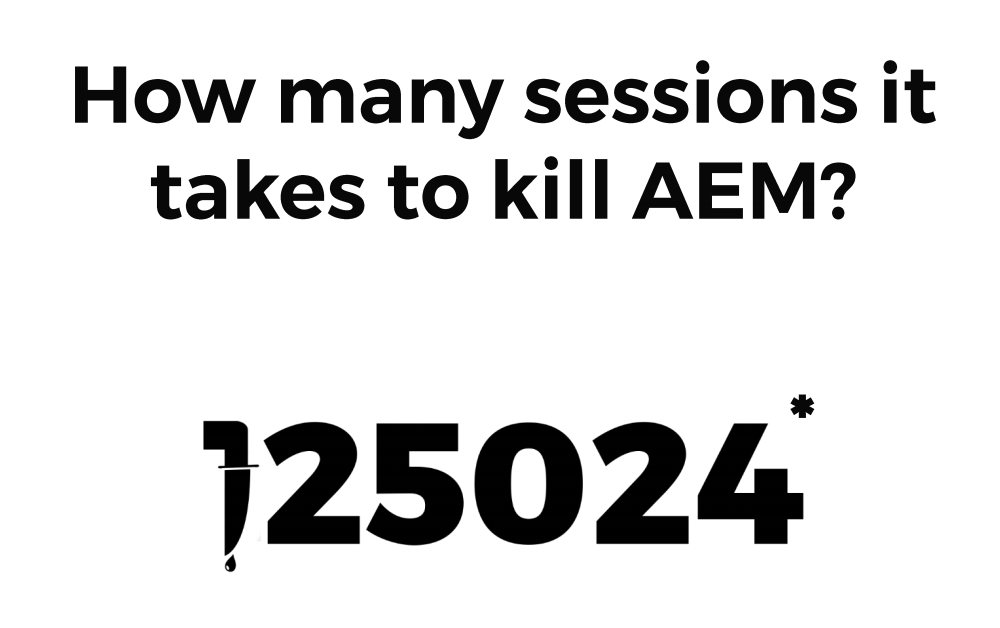 How many sessions it
takes to kill AEM?
125024*